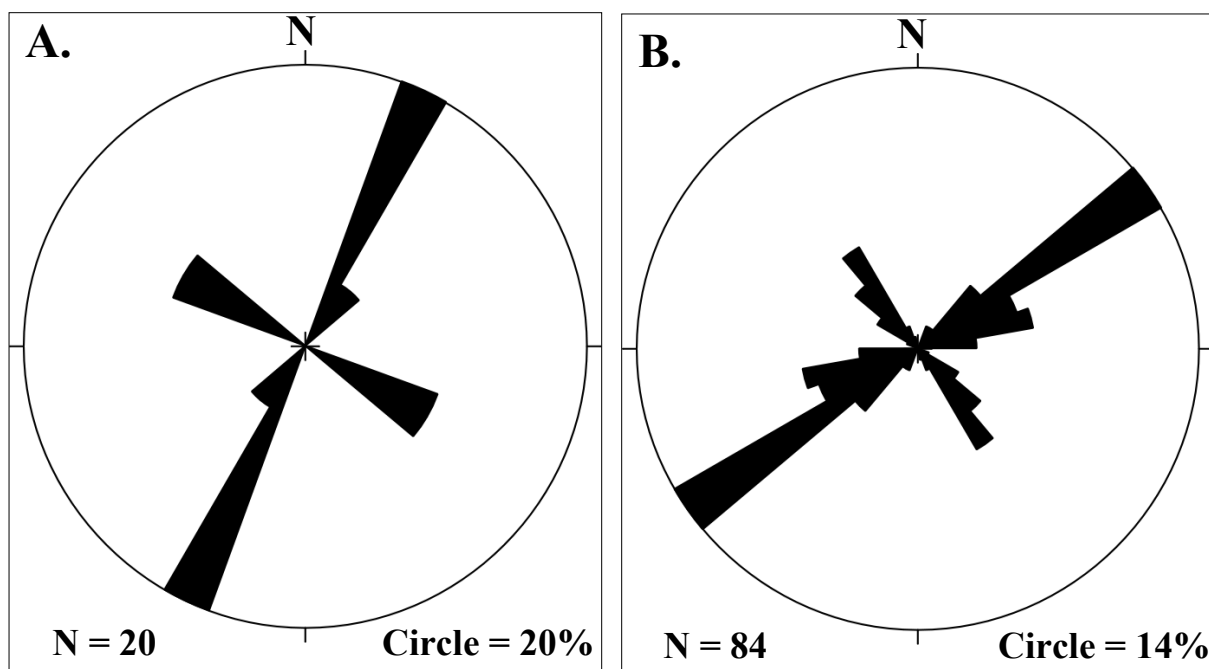 A.
N
N = 20
Circle = 20%
B.
N
N = 84
Circle = 14%